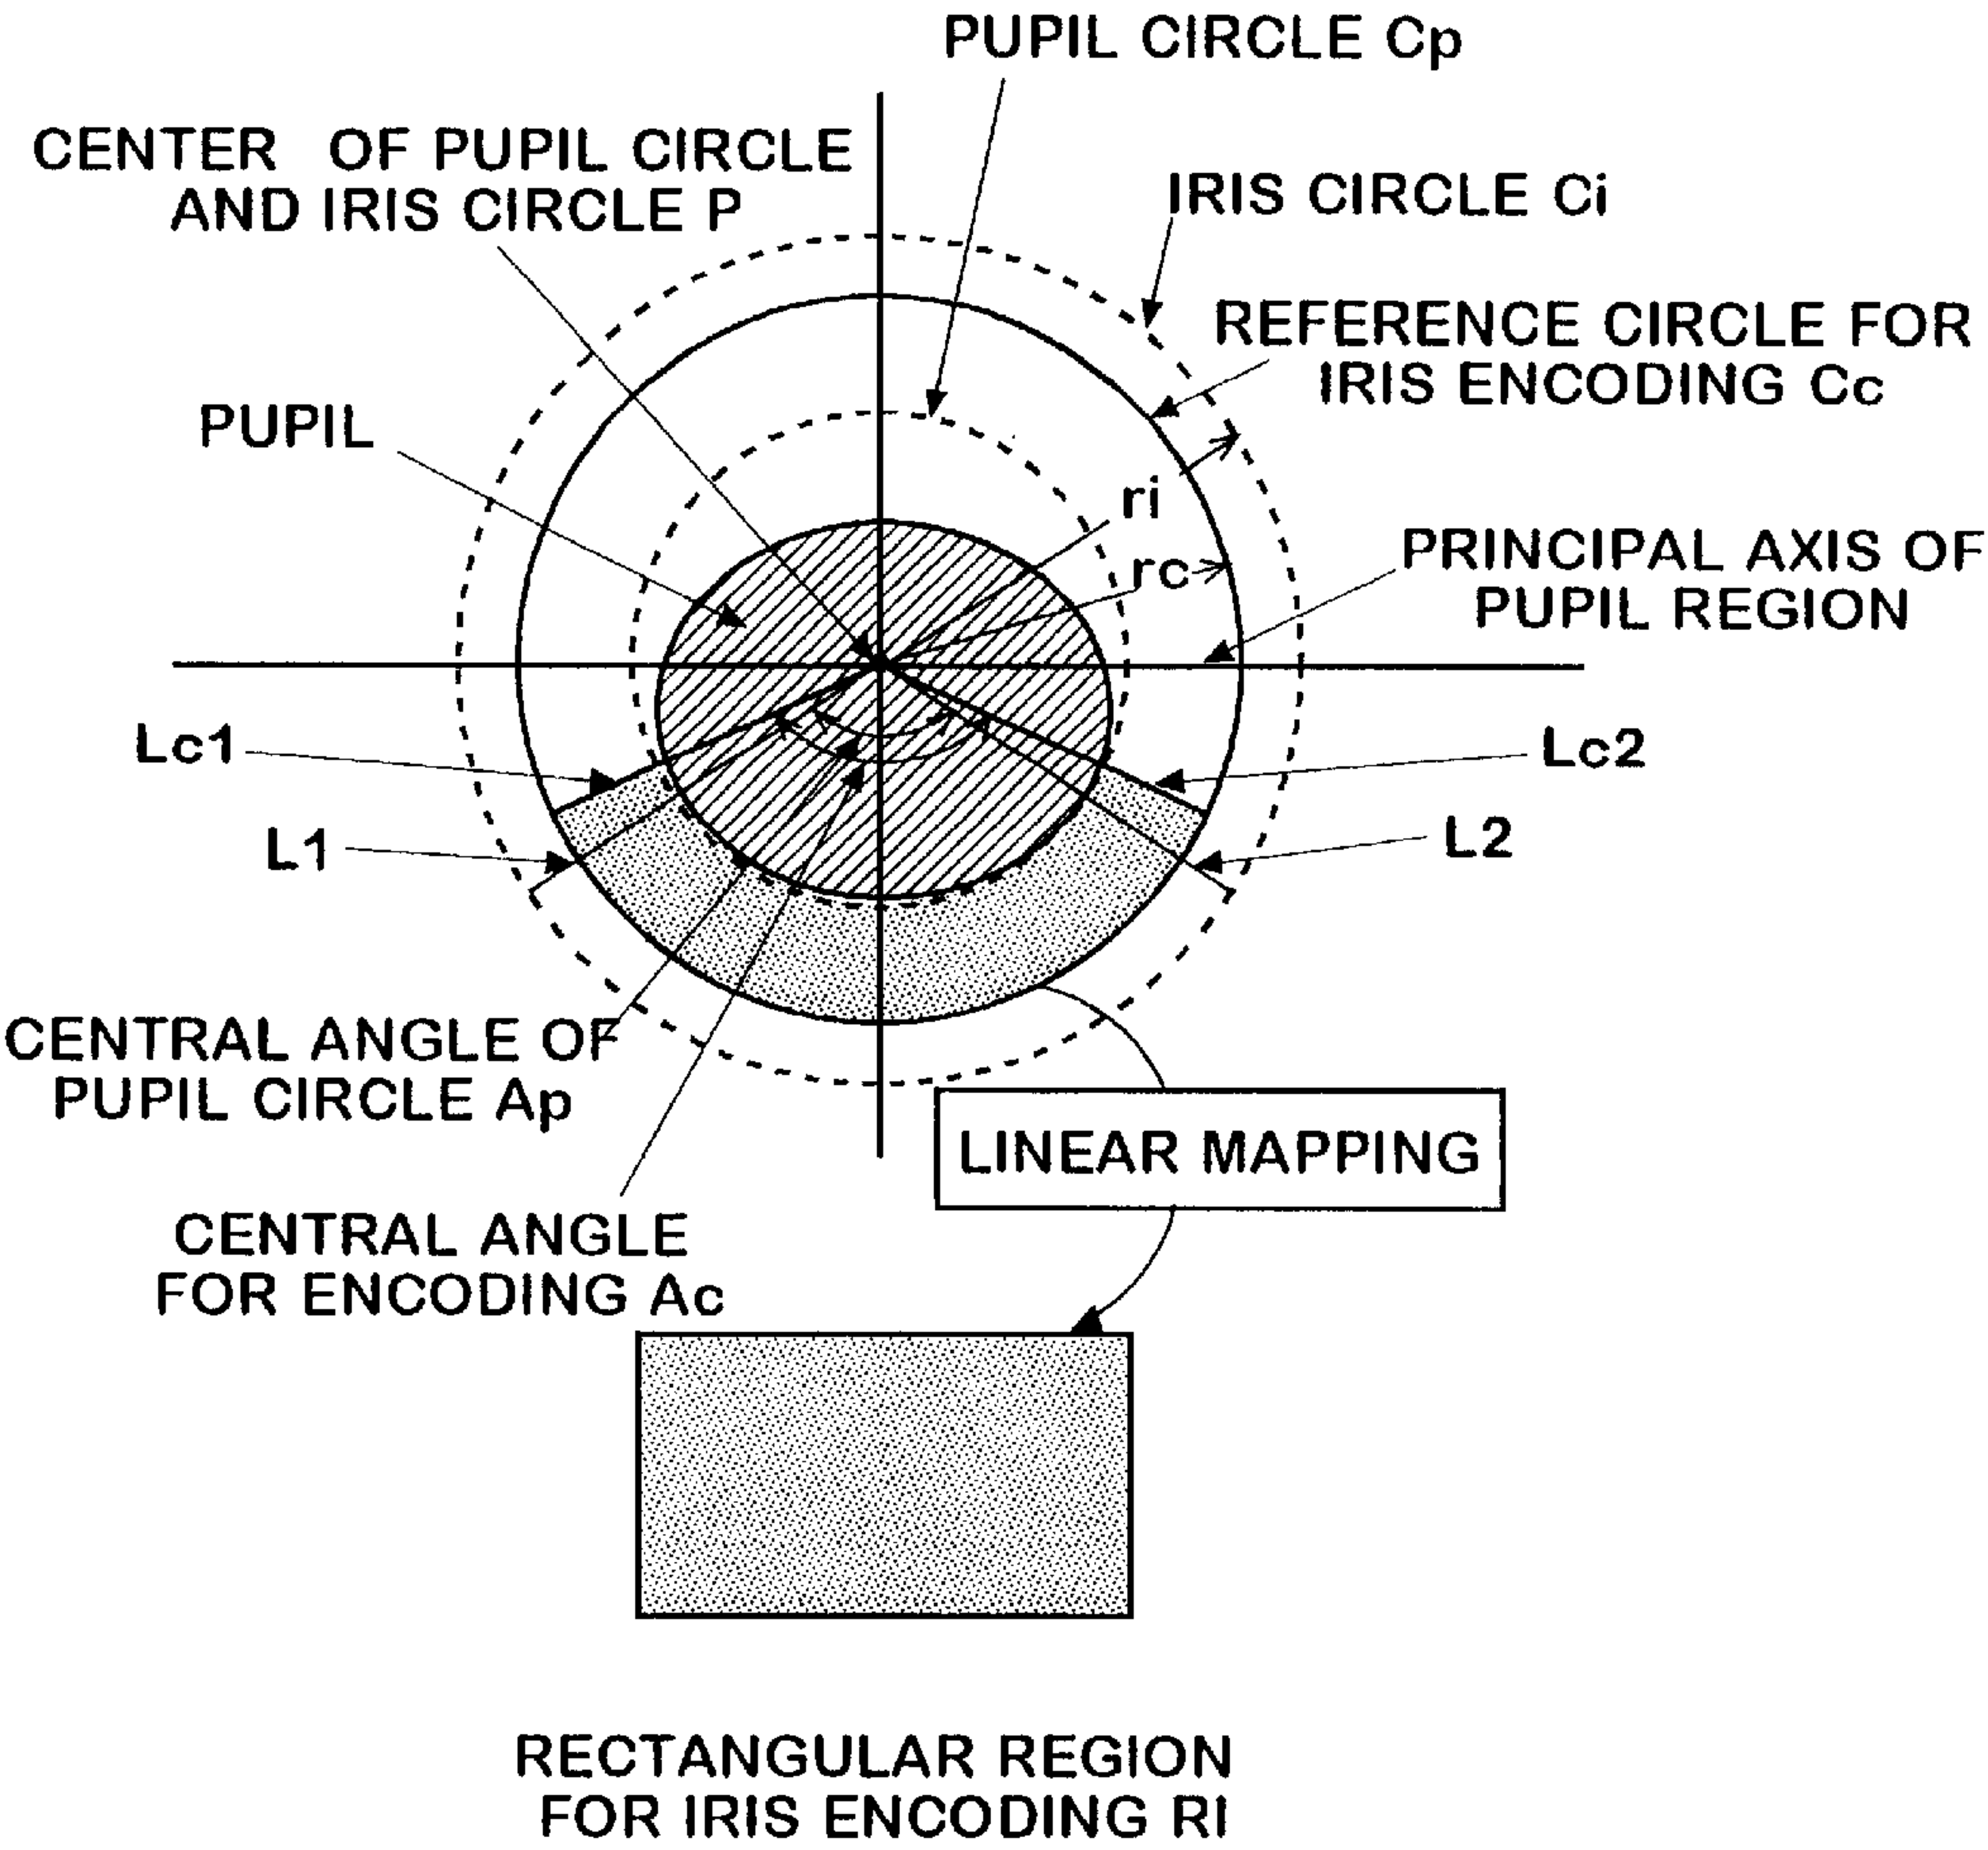 PUPIL CIRCLE Cp
CENTER OF PUPIL CIRCLE
AND IRIS CIRCLE P
IRIS CIRCLE Ci
REFERENCE CIRCLE FOR
IRIS ENCODING Cc
PUPIL
ri
rc
PRINCIPAL AXIS OF
PUPIL REGION
Lc1
Lc2
L1
L2
CENTRAL ANGLE OF
PUPIL CIRCLE Ap
LINEAR MAPPING
CENTRAL ANGLE
FOR ENCODING Ac
RECTANGULAR REGION
FOR IRIS ENCODING RI